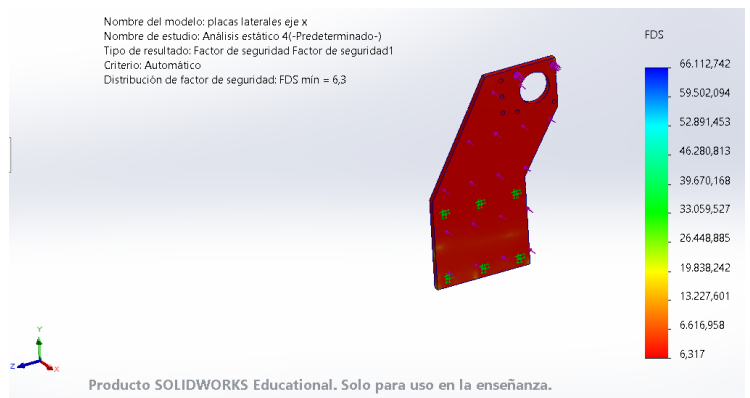 Nombre del modelo: placas laterales eje x
Nombre de estudio: Análisis estático 4(-Predeterminado-)
Tipo de resultado: Factor de seguridad Factor de seguridad1
Criterio: Automático
Distribución de factor de seguridad: FDS mín = 6,3
FDS
66.112,742
59.502,094
52.891,453
46.280,813
39.670,168
33.059,527
26.448,885
19.838,242
13.227,601
6.616,958
6,317
Y
Z
X
Producto SOLIDWORKS Educational. Solo para uso en la enseñanza.